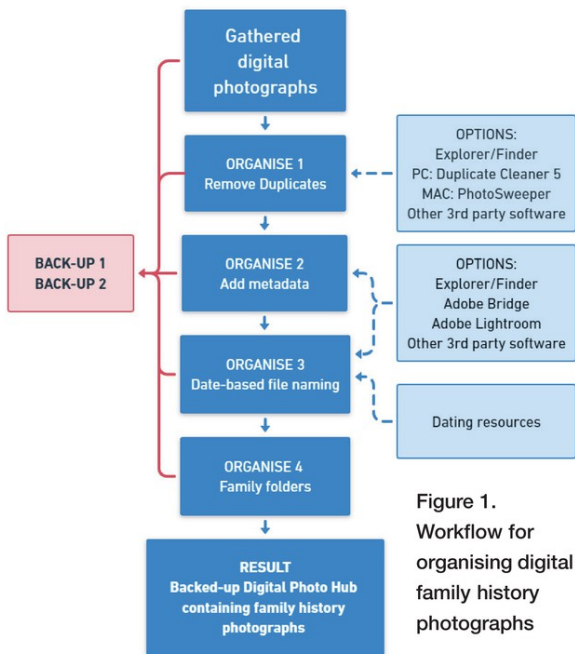 Gathered
digital
photographs
ORGANISE 1
Remove Duplicates
OPTIONS:
Explorer/Finder
PC: Duplicate Cleaner 5
MAC: PhotoSweeper
Other 3rd party software
BACK-UP 1
BACK-UP 2
ORGANISE 2
Add metadata
OPTIONS:
Explorer/Finder
Adobe Bridge
Adobe Lightroom
Other 3rd party software
ORGANISE 3
Date-based file naming
Dating resources
ORGANISE 4
Family folders
RESULT
Backed-up Digital Photo Hub
containing family history
photographs
Figure 1.
Workflow for
organising digital
family history
photographs